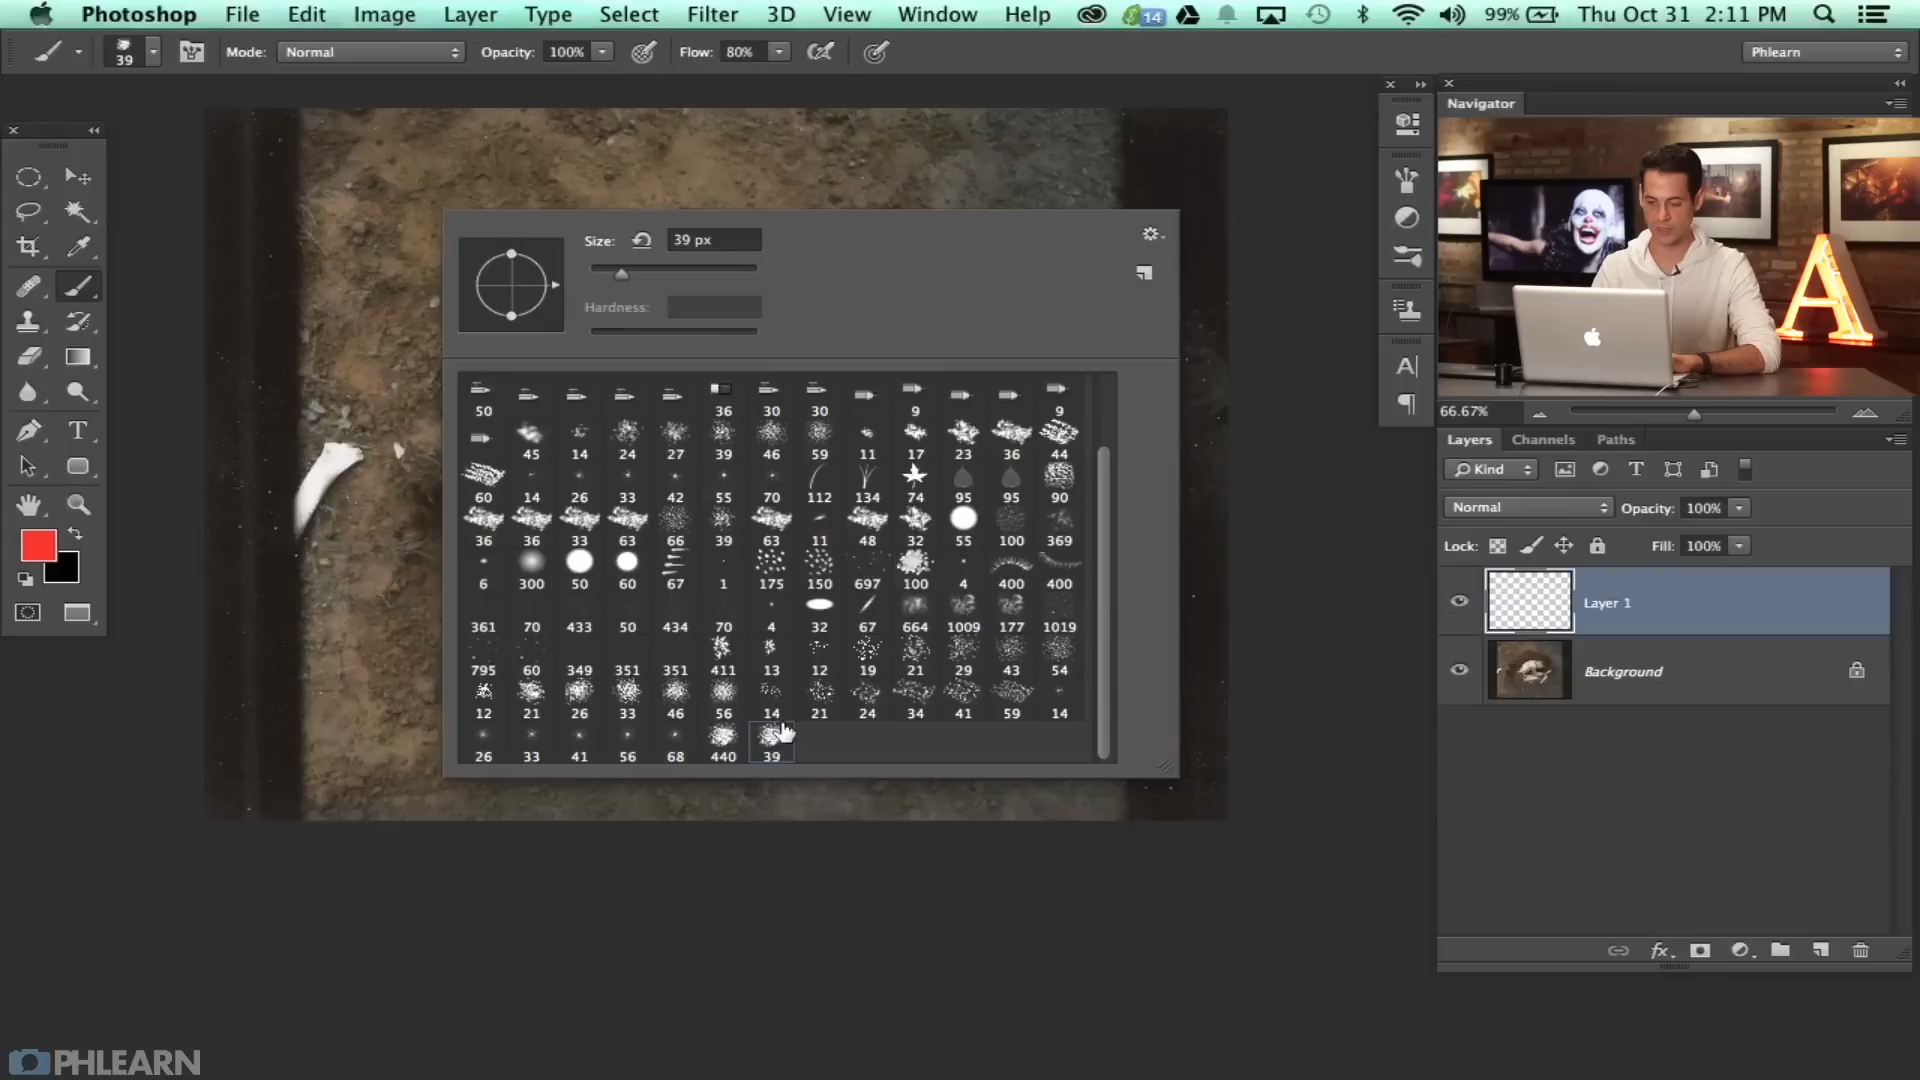 Photoshop File Edit Image Layer Type Select Filter 3D View Window Help 14 99% Thu Oct 31 2:11 PM
39 Mode: Normal Opacity: 100% Flow: 80% Phlearn
Navigator
Size: 39 px
Hardness:
50 36 30 30 9 9
45 14 24 27 39 46 59 11 17 23 36 44
60 14 26 33 42 55 70 112 134 74 95 95 90
36 36 33 63 66 39 63 11 48 32 55 100 369
6 300 50 60 67 1 175 150 697 100 4 400 400
361 70 433 50 434 70 4 32 67 664 1009 177 1019
795 60 349 351 351 411 13 12 19 21 29 43 54
12 21 26 33 46 56 14 21 24 34 41 59 14
26 33 41 56 68 440 39
A
66.67%
Layers Channels Paths
Kind
Normal Opacity: 100%
Lock: Fill: 100%
Layer 1
Background
fx
PHLEARN